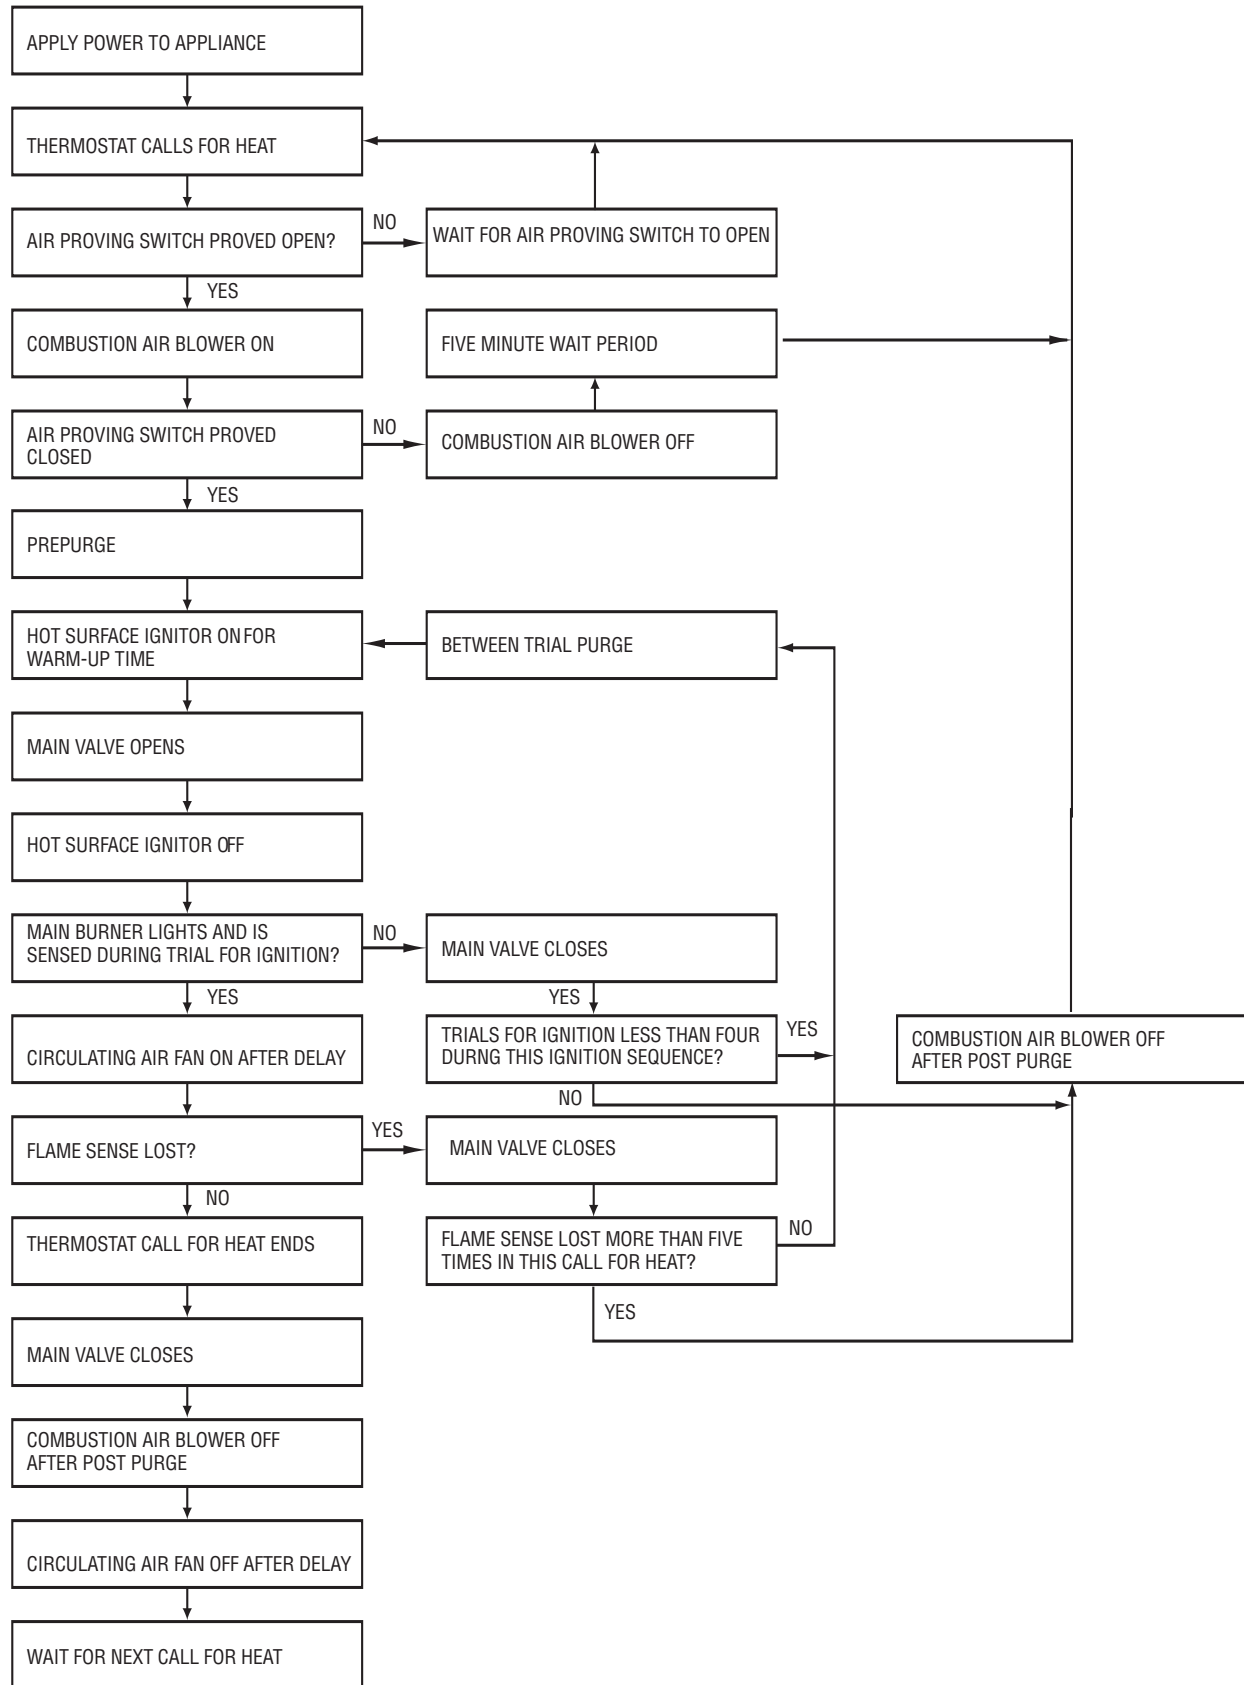 APPLY POWER TO APPLIANCE
THERMOSTAT CALLS FOR HEAT
AIR PROVING SWITCH PROVED OPEN?
NO
WAIT FOR AIR PROVING SWITCH TO OPEN
YES
COMBUSTION AIR BLOWER ON
FIVE MINUTE WAIT PERIOD
AIR PROVING SWITCH PROVED
CLOSED
NO
COMBUSTION AIR BLOWER OFF
YES
PREPURGE
HOT SURFACE IGNITOR ON FOR
WARM-UP TIME
BETWEEN TRIAL PURGE
MAIN VALVE OPENS
HOT SURFACE IGNITOR OFF
MAIN BURNER LIGHTS AND IS
SENSED DURING TRIAL FOR IGNITION?
NO
MAIN VALVE CLOSES
YES
YES
CIRCULATING AIR FAN ON AFTER DELAY
TRIALS FOR IGNITION LESS THAN FOUR
DURNG THIS IGNITION SEQUENCE?
YES
COMBUSTION AIR BLOWER OFF
AFTER POST PURGE
NO
FLAME SENSE LOST?
YES
MAIN VALVE CLOSES
NO
THERMOSTAT CALL FOR HEAT ENDS
FLAME SENSE LOST MORE THAN FIVE
TIMES IN THIS CALL FOR HEAT?
NO
YES
MAIN VALVE CLOSES
COMBUSTION AIR BLOWER OFF
AFTER POST PURGE
CIRCULATING AIR FAN OFF AFTER DELAY
WAIT FOR NEXT CALL FOR HEAT